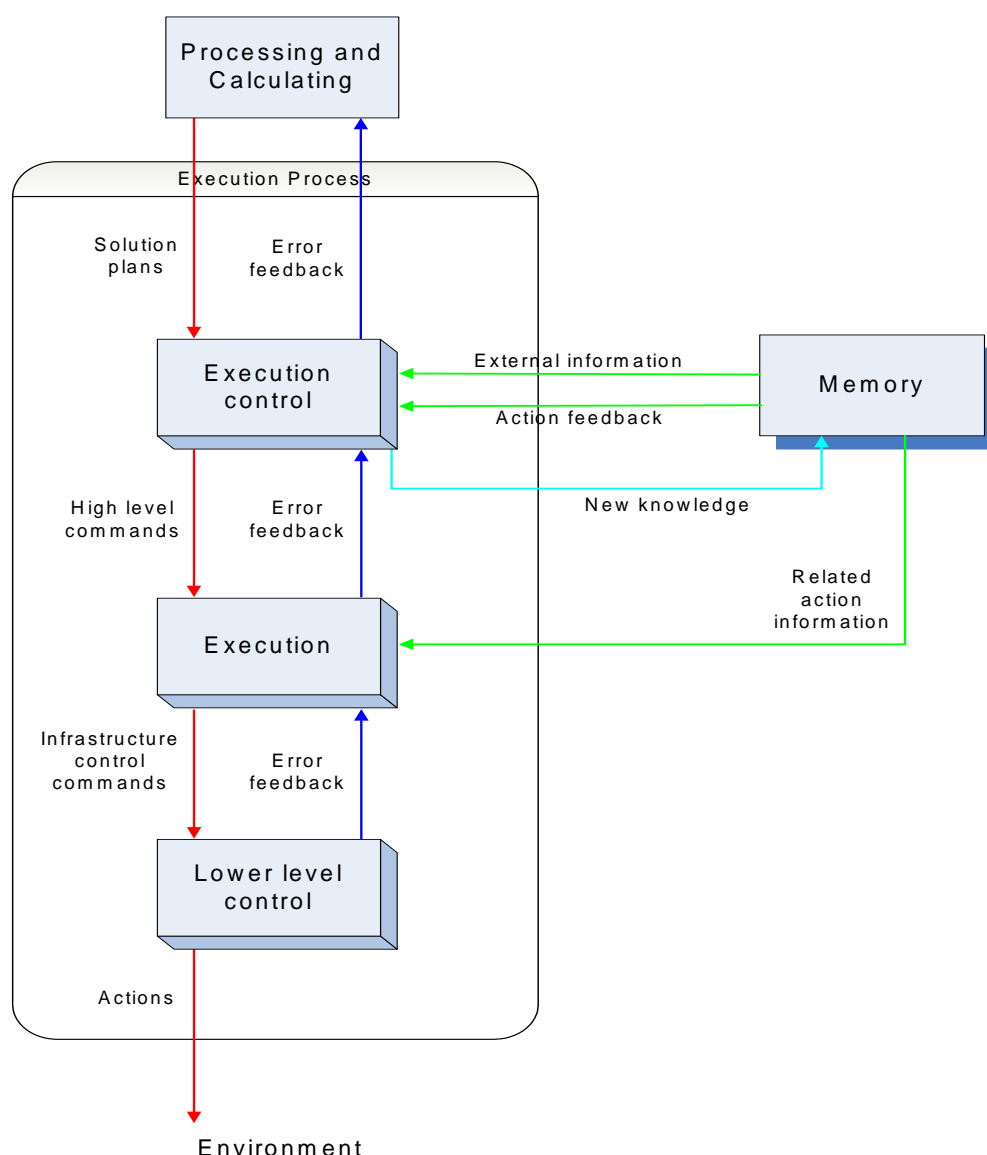 Processing and
Calculating
Execution Process
Solution
plans
Error
feedback
Execution
control
External information
Action feedback
Memory
New knowledge
High level
commands
Error
feedback
Related
action
information
Execution
Infrastructure
control
commands
Error
feedback
Lower level
control
Actions
Environment